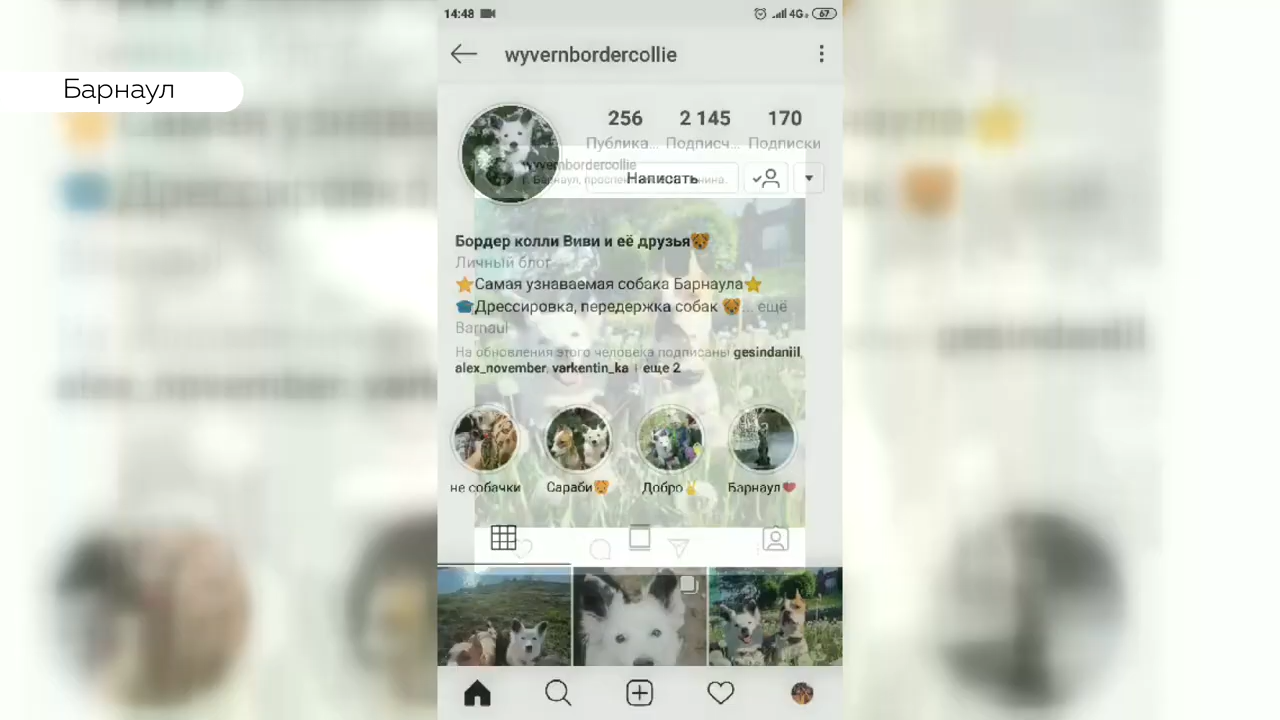 14:48
4G 67
Барнаул
wyvernbordercollie
256 2 145 170
Публика... Подписч... Подписки
wyvernbordercollie
Написать
Бордер колли Виви и её друзья🐻
Личный блог
⭐Самая узнаваемая собака Барнаула⭐
🎓Дрессировка, передержка собак 🐻... ещё
Barnaul
На обновления этого человека подписаны gesindaniil,
alex_november, varkentin_ka и еще 2
не собачки Сараби🐻 Добро✌ Барнаул❤